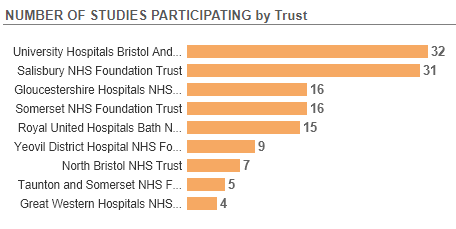 NUMBER OF STUDIES PARTICIPATING by Trust
University Hospitals Bristol And... 32
Salisbury NHS Foundation Trust 31
Gloucestershire Hospitals NHS... 16
Somerset NHS Foundation Trust 16
Royal United Hospitals Bath N... 15
Yeovil District Hospital NHS Fo... 9
North Bristol NHS Trust 7
Taunton and Somerset NHS F... 5
Great Western Hospitals NHS... 4